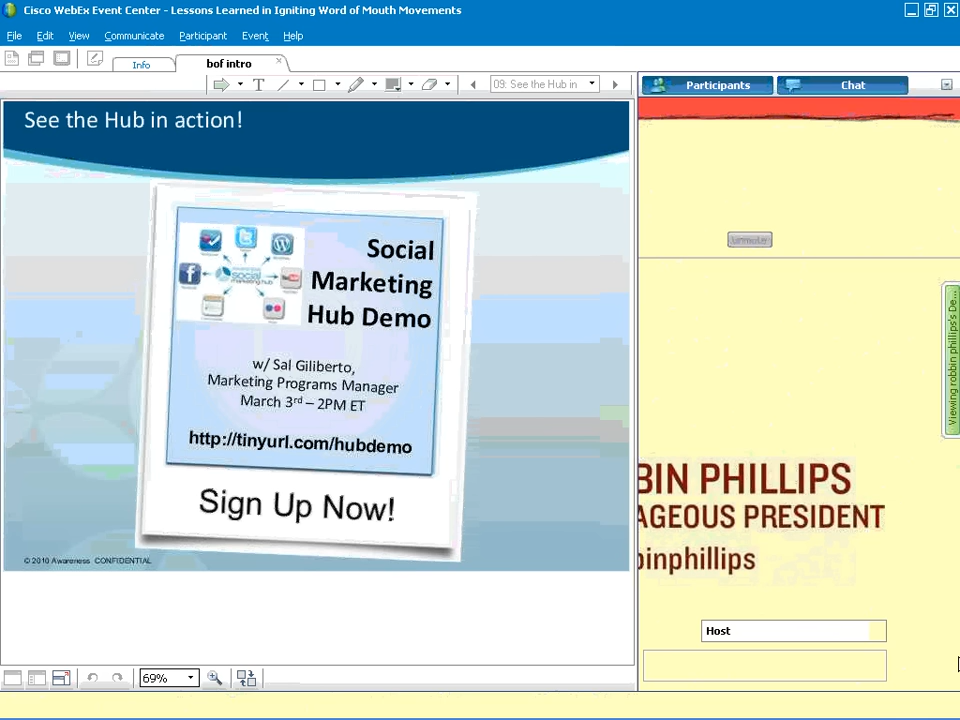 Cisco WebEx Event Center - Lessons Learned in Igniting Word of Mouth Movements
File Edit View Communicate Participant Event Help
Info
bof intro
T
09: See the Hub in
Participants
Chat
See the Hub in action!
unmute
Social
Marketing
Hub Demo
w/ Sal Giliberto,
Marketing Programs Manager
March 3rd – 2PM ET
http://tinyurl.com/hubdemo
Sign Up Now!
© 2010 Awareness CONFIDENTIAL
Viewing robbin phillips's De...
BIN PHILLIPS
AGEOUS PRESIDENT
binphillips
Host
69%